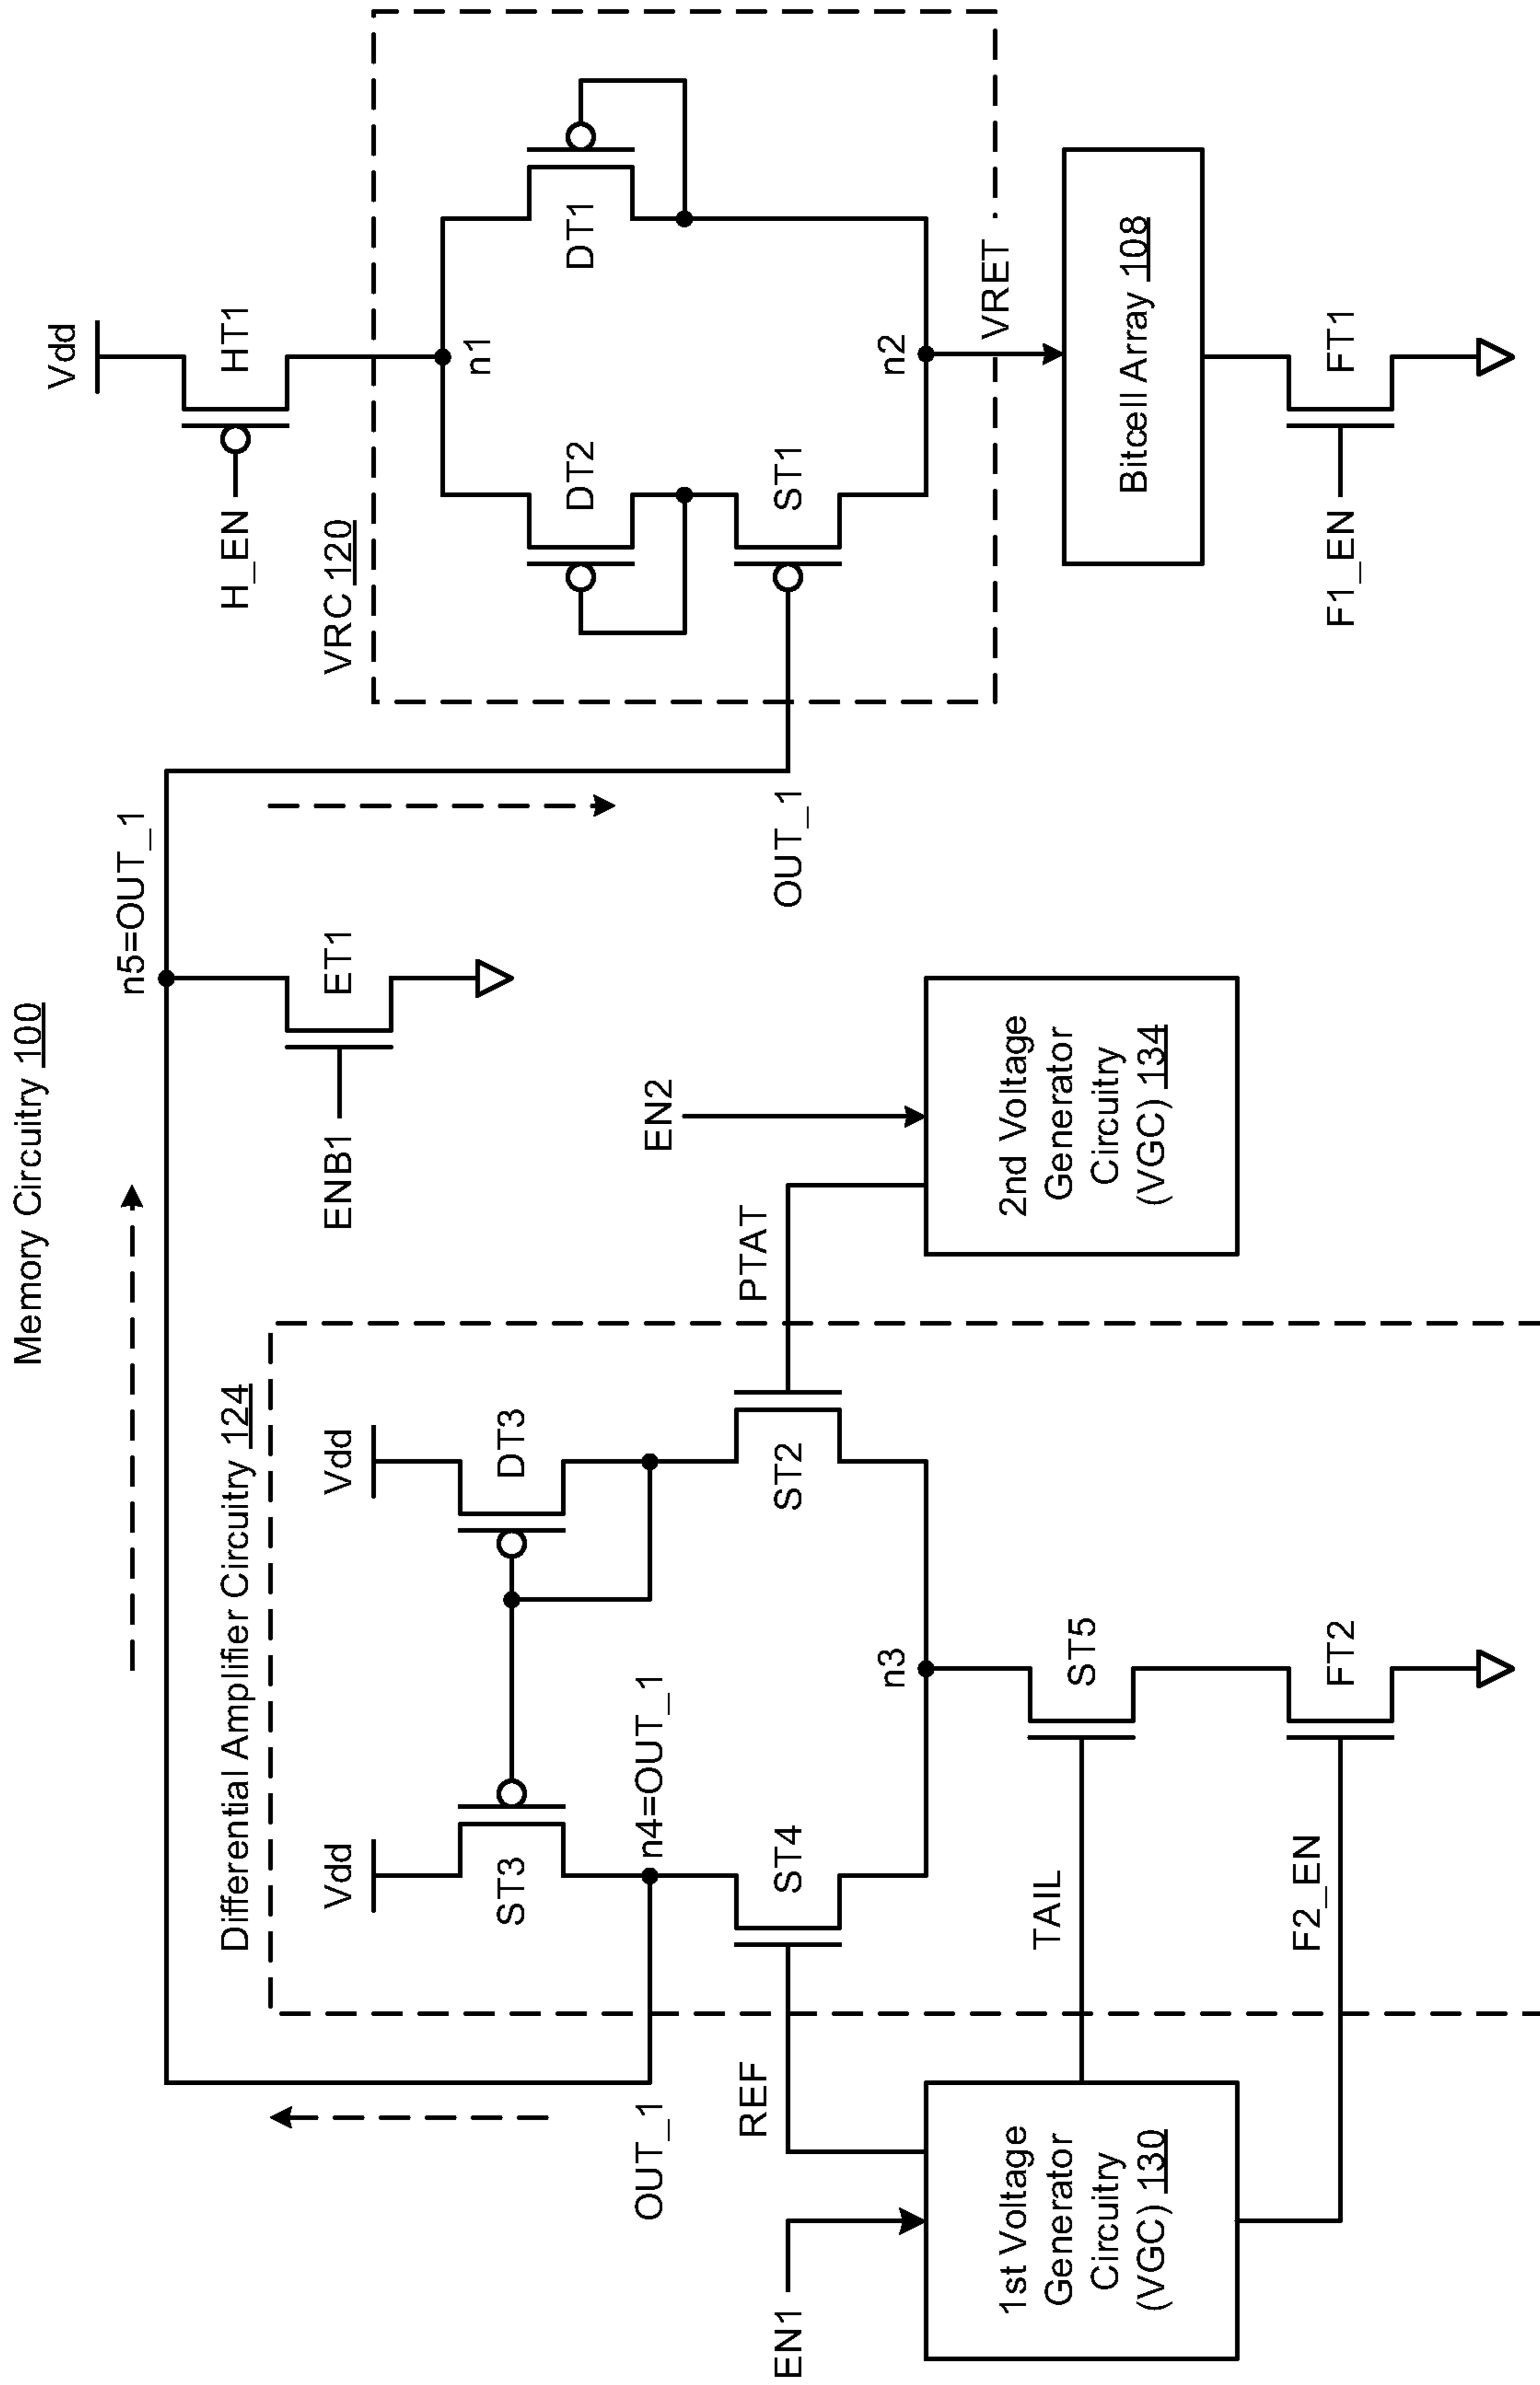 Memory Circuitry 100
Differential Amplifier Circuitry 124
Vdd
Vdd
ST3
DT3
n4=OUT_1
OUT_1
ST4
ST2
REF
PTAT
n3
EN1
1st Voltage
Generator
Circuitry
(VGC) 130
TAIL
ST5
F2_EN
FT2
EN2
2nd Voltage
Generator
Circuitry
(VGC) 134
n5=OUT_1
ENB1
ET1
OUT_1
Vdd
H_EN
HT1
VRC 120
n1
DT2
DT1
ST1
n2
VRET
Bitcell Array 108
F1_EN
FT1